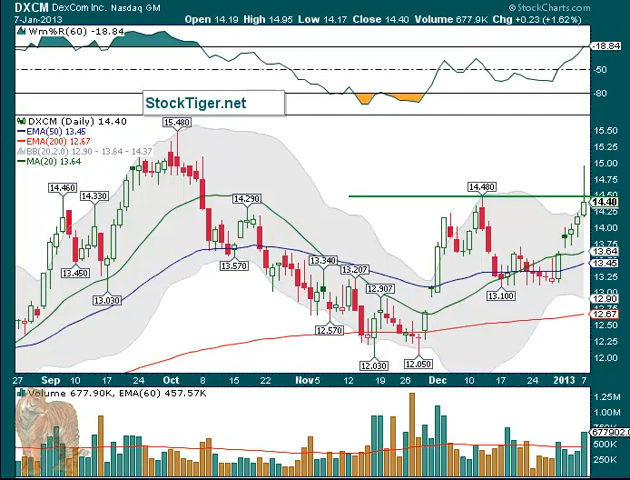 DXCM DexCom Inc. Nasdaq GM
© StockCharts.com
7-Jan-2013
Open 14.19 High 14.95 Low 14.17 Close 14.40 Volume 677.9K Chg +0.23 (+1.62%)
Wm%R(60) -18.84
-18.84
-50
-80
StockTiger.net
DXCM (Daily) 14.40
EMA(50) 13.45
EMA(200) 12.67
BB(20,2.0) 12.90 - 13.64 - 14.37
MA(20) 13.64
15.480
14.460
14.330
14.290
14.480
13.450
13.030
13.570
13.340
13.207
12.907
12.570
12.030
12.050
13.100
15.50
15.25
15.00
14.75
14.50
14.40
14.25
14.00
13.75
13.64
13.45
13.25
13.00
12.90
12.67
12.50
12.25
12.00
27 Sep 10 17 24 Oct 8 15 22 Nov 5 12 19 26 Dec 10 17 24 2013 7
Volume 677.90K, EMA(60) 457.57K
1.25M
1.00M
677902.0
500K
250K